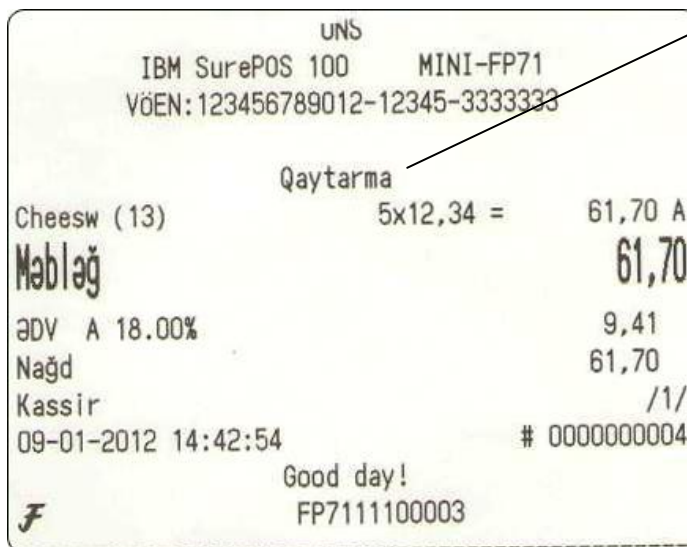 UNS
IBM SurePOS 100 MINI-FP71
VÖEN:123456789012-12345-3333333
Qaytarma
Cheesw (13) 5x12,34 = 61,70 A
Məbləğ 61,70
ƏDV A 18.00% 9,41
Nağd 61,70
Kassir /1/
09-01-2012 14:42:54 # 0000000004
Good day!
FP7111100003